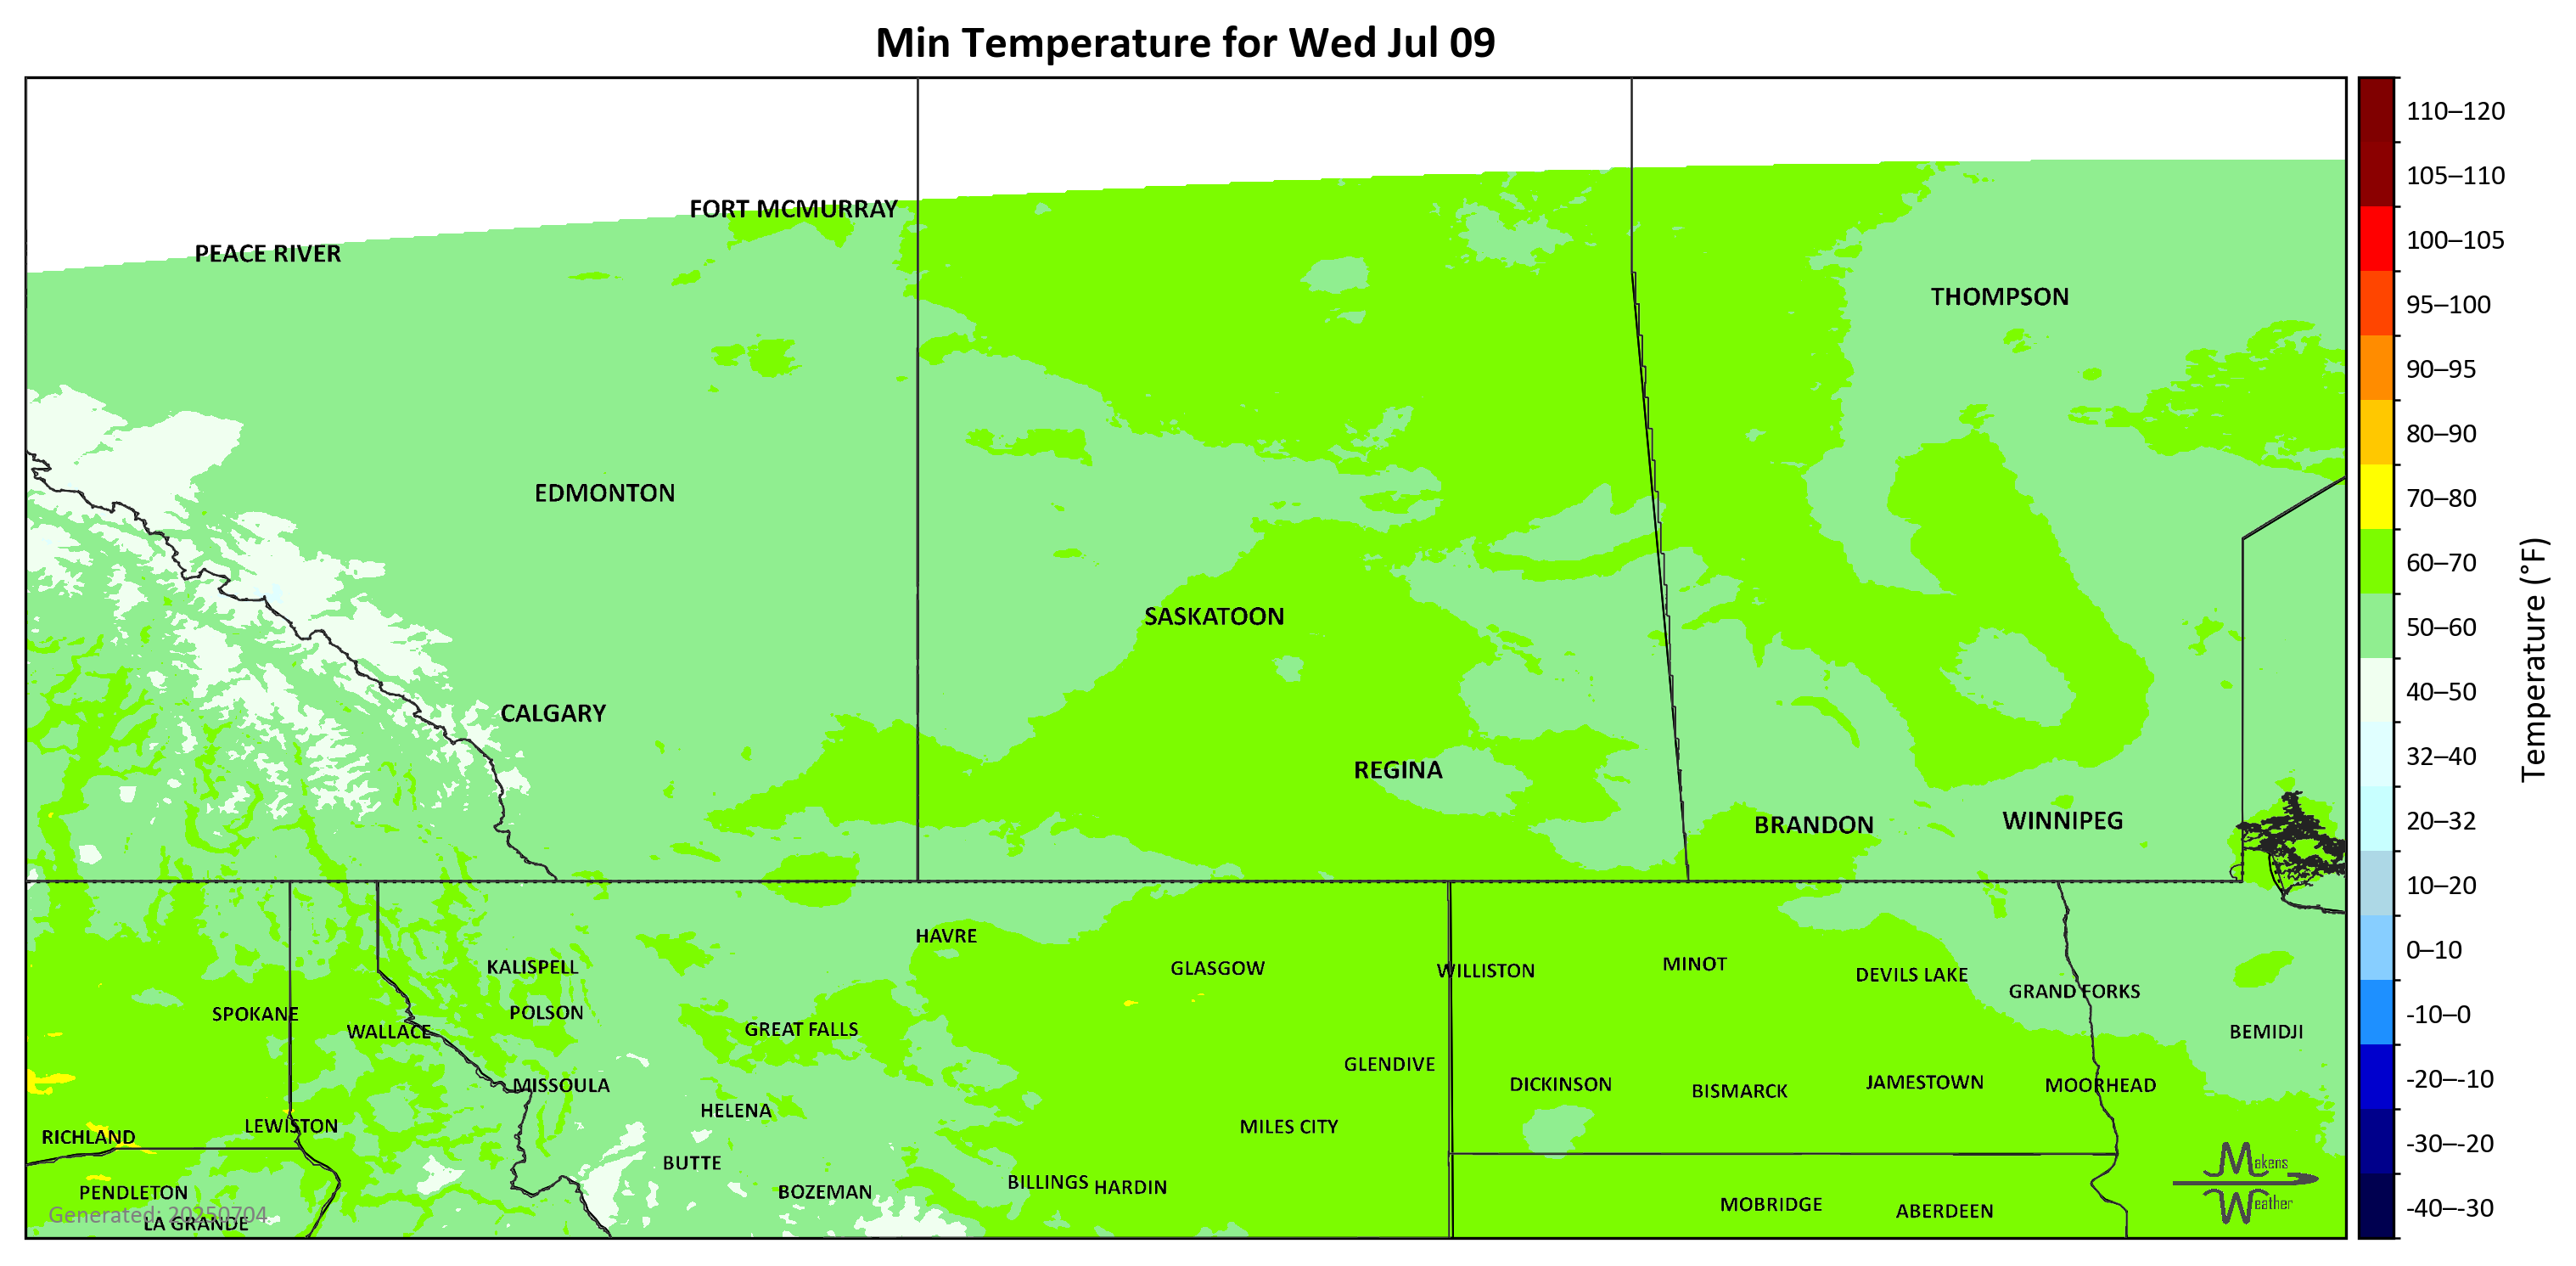 Min Temperature for Wed Jul 09
FORT MCMURRAY
PEACE RIVER
THOMPSON
EDMONTON
SASKATOON
CALGARY
REGINA
BRANDON
WINNIPEG
HAVRE
KALISPELL
GLASGOW
WILLISTON
MINOT
DEVILS LAKE
GRAND FORKS
SPOKANE
POLSON
WALLACE
GREAT FALLS
BEMIDJI
GLENDIVE
MISSOULA
DICKINSON
BISMARCK
JAMESTOWN
MOORHEAD
HELENA
LEWISTON
MILES CITY
RICHLAND
BUTTE
BILLINGS
HARDIN
PENDLETON
BOZEMAN
MOBRIDGE
ABERDEEN
Generated: 20250704
LA GRANDE
Makens
Weather
110–120
105–110
100–105
95–100
90–95
80–90
70–80
60–70
50–60
40–50
32–40
20–32
10–20
0–10
-10–0
-20–-10
-30–-20
-40–-30
Temperature (°F)